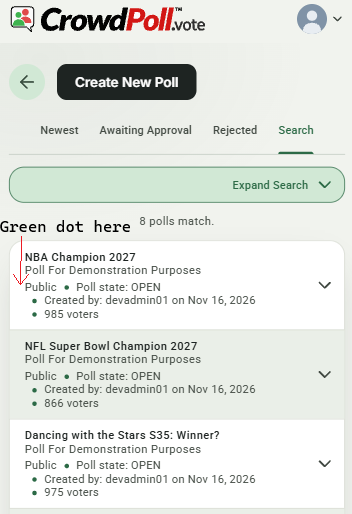 CrowdPoll™.vote
Create New Poll
Newest Awaiting Approval Rejected Search
Expand Search
Green dot here
8 polls match.
NBA Champion 2027
Poll For Demonstration Purposes
Public • Poll state: OPEN
• Created by: devadmin01 on Nov 16, 2026
• 985 voters
NFL Super Bowl Champion 2027
Poll For Demonstration Purposes
Public • Poll state: OPEN
• Created by: devadmin01 on Nov 16, 2026
• 866 voters
Dancing with the Stars S35: Winner?
Poll For Demonstration Purposes
Public • Poll state: OPEN
• Created by: devadmin01 on Nov 16, 2026
• 975 voters